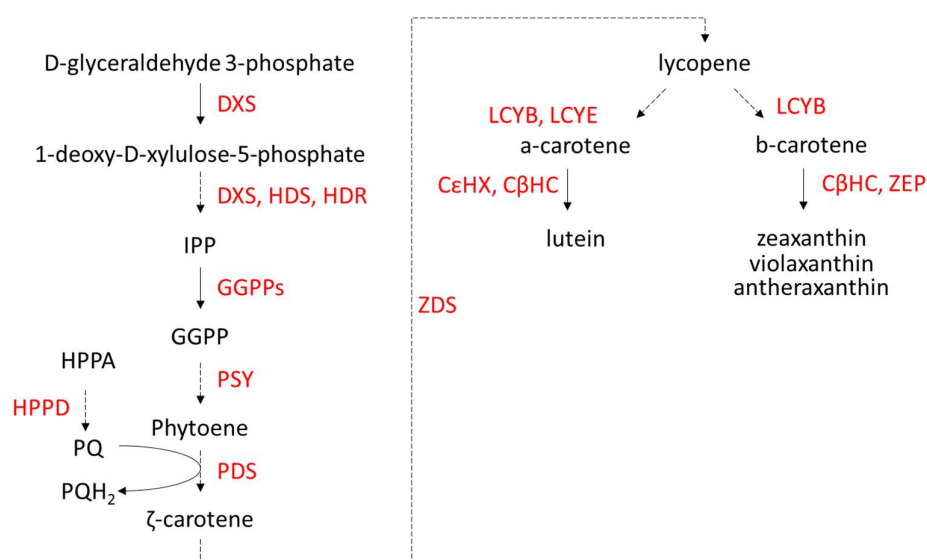 D-glyceraldehyde 3-phosphate
DXS
1-deoxy-D-xylulose-5-phosphate
DXS, HDS, HDR
IPP
GGPPs
GGPP
HPPA
PSY
HPPD
Phytoene
PQ
PDS
PQH₂
ζ-carotene
ZDS
lycopene
LCYB, LCYE
LCYB
a-carotene
b-carotene
CεHX, CβHC
CβHC, ZEP
lutein
zeaxanthin
violaxanthin
antheraxanthin